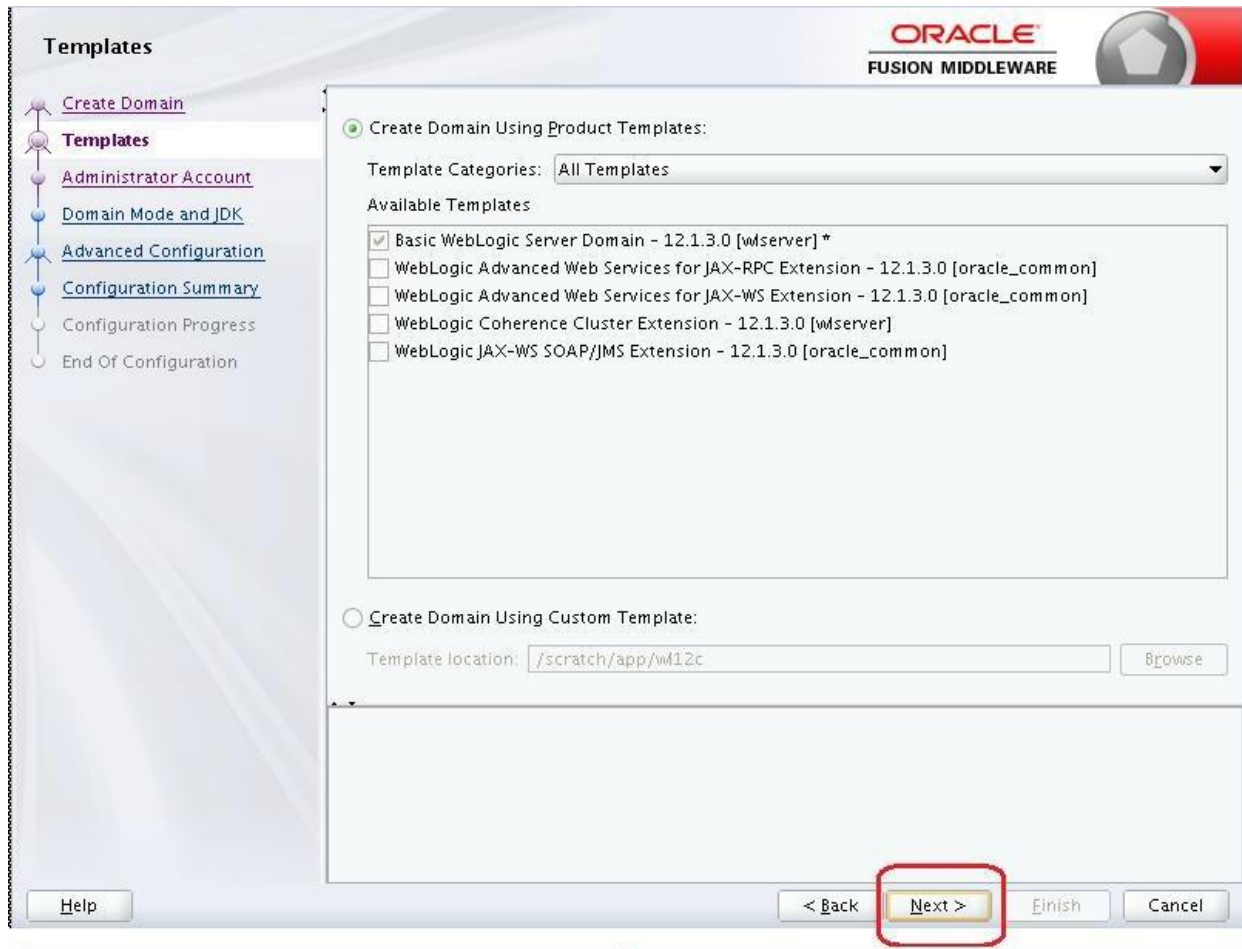 Templates
ORACLE
FUSION MIDDLEWARE
Create Domain
Templates
Administrator Account
Domain Mode and JDK
Advanced Configuration
Configuration Summary
Configuration Progress
End Of Configuration
Create Domain Using Product Templates:
Template Categories: All Templates
Available Templates
Basic WebLogic Server Domain - 12.1.3.0 [wlserver] *
WebLogic Advanced Web Services for JAX-RPC Extension - 12.1.3.0 [oracle_common]
WebLogic Advanced Web Services for JAX-WS Extension - 12.1.3.0 [oracle_common]
WebLogic Coherence Cluster Extension - 12.1.3.0 [wlserver]
WebLogic JAX-WS SOAP/JMS Extension - 12.1.3.0 [oracle_common]
Create Domain Using Custom Template:
Template location: /scratch/app/wl12c Browse
Help < Back Next > Finish Cancel